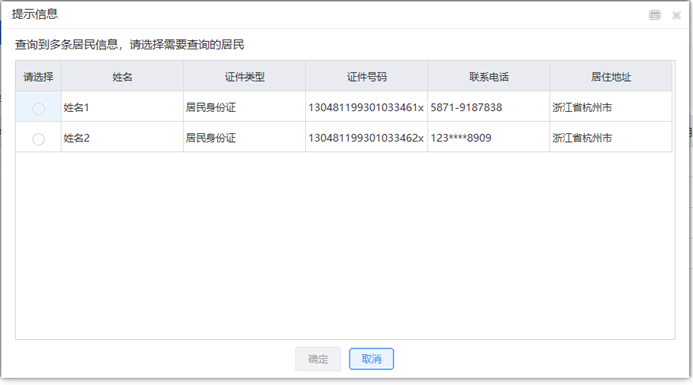 提示信息
查询到多条居民信息，请选择需要查询的居民
请选择 姓名 证件类型 证件号码 联系电话 居住地址
姓名1 居民身份证 130481199301033461x 5871-9187838 浙江省杭州市
姓名2 居民身份证 130481199301033462x 123****8909 浙江省杭州市
确定 取消